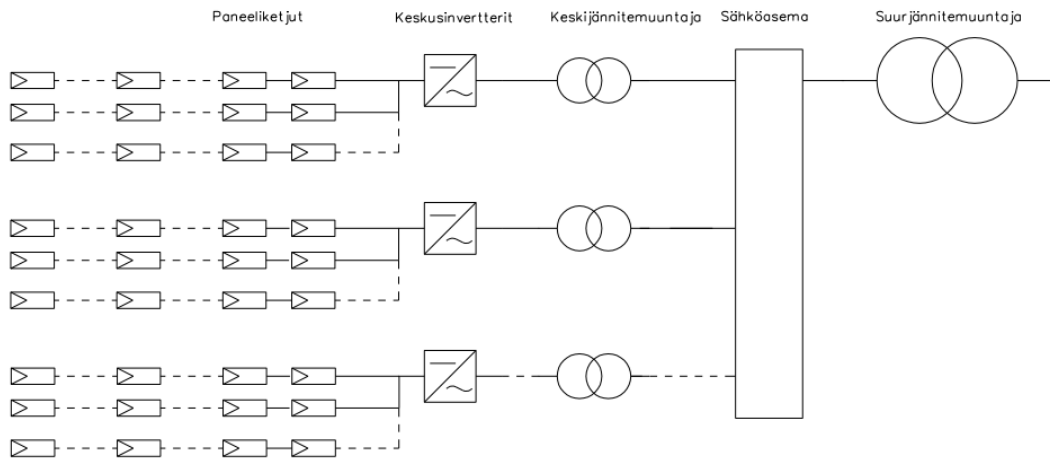 Paneeliketjut
Keskusinvertterit
Keskijännitemuuntaja
Sähköasema
Suurjännitemuuntaja